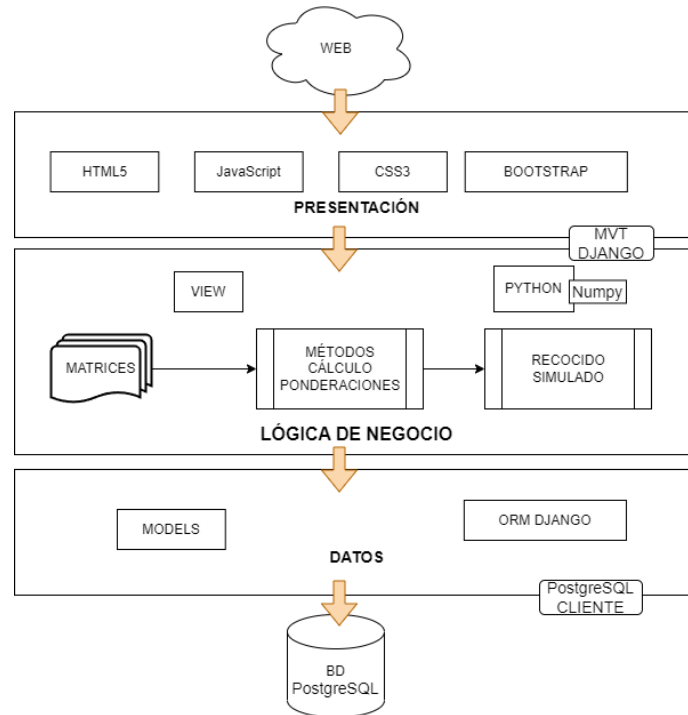 WEB
HTML5
JavaScript
CSS3
BOOTSTRAP
PRESENTACIÓN
MVT
DJANGO
VIEW
PYTHON
Numpy
MATRICES
MÉTODOS
CÁLCULO
PONDERACIONES
RECOCIDO
SIMULADO
LÓGICA DE NEGOCIO
MODELS
ORM DJANGO
DATOS
PostgreSQL
CLIENTE
BD
PostgreSQL